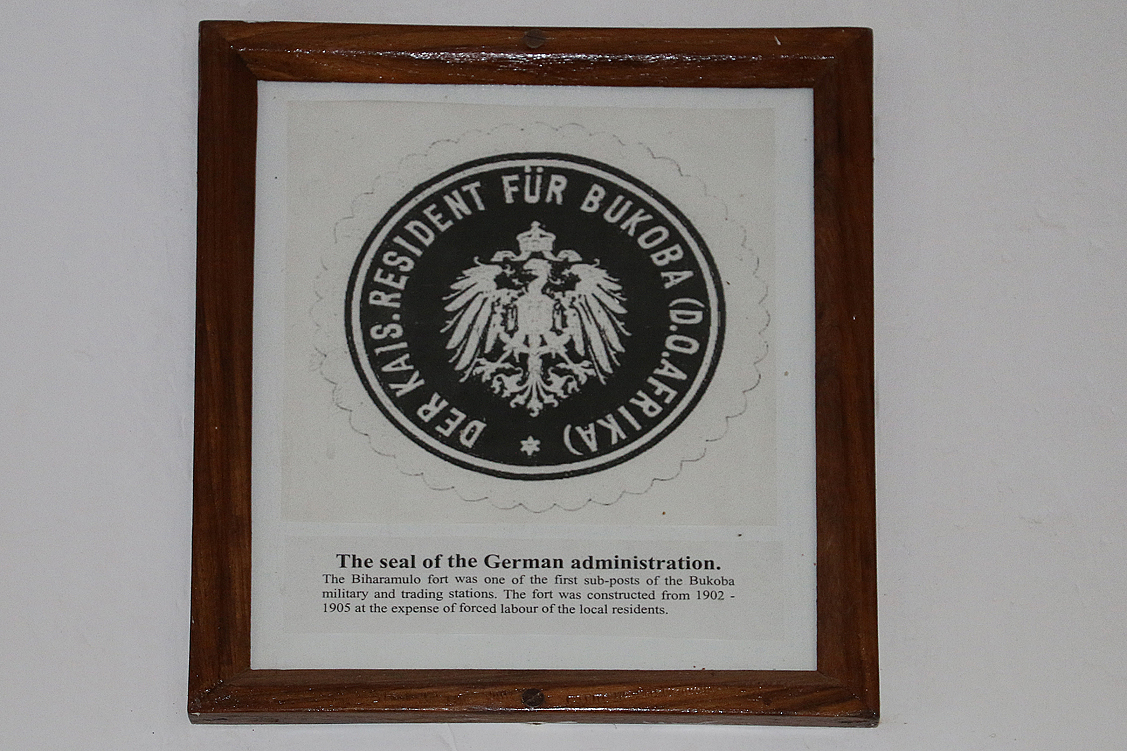 DER KAIS. RESIDENT FÜR BUKOBA (D.O.AFRIKA)
The seal of the German administration.
The Biharamulo fort was one of the first sub-posts of the Bukoba
military and trading stations. The fort was constructed from 1902 -
1905 at the expense of forced labour of the local residents.